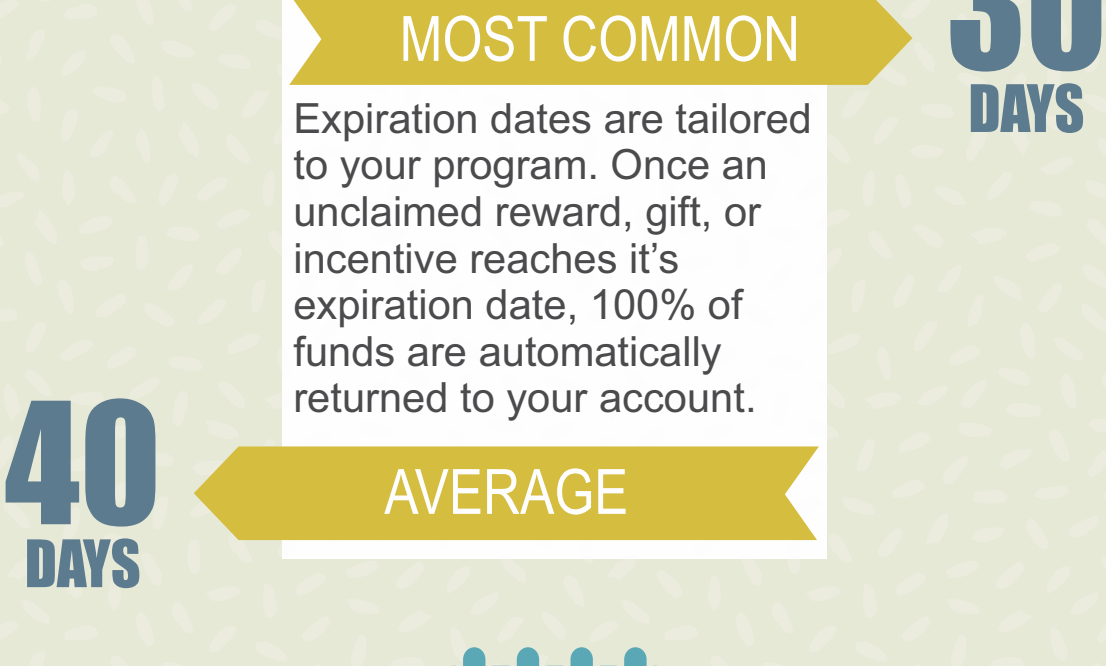 MOST COMMON
30
DAYS
Expiration dates are tailored
to your program. Once an
unclaimed reward, gift, or
incentive reaches it’s
expiration date, 100% of
funds are automatically
returned to your account.
40
DAYS
AVERAGE